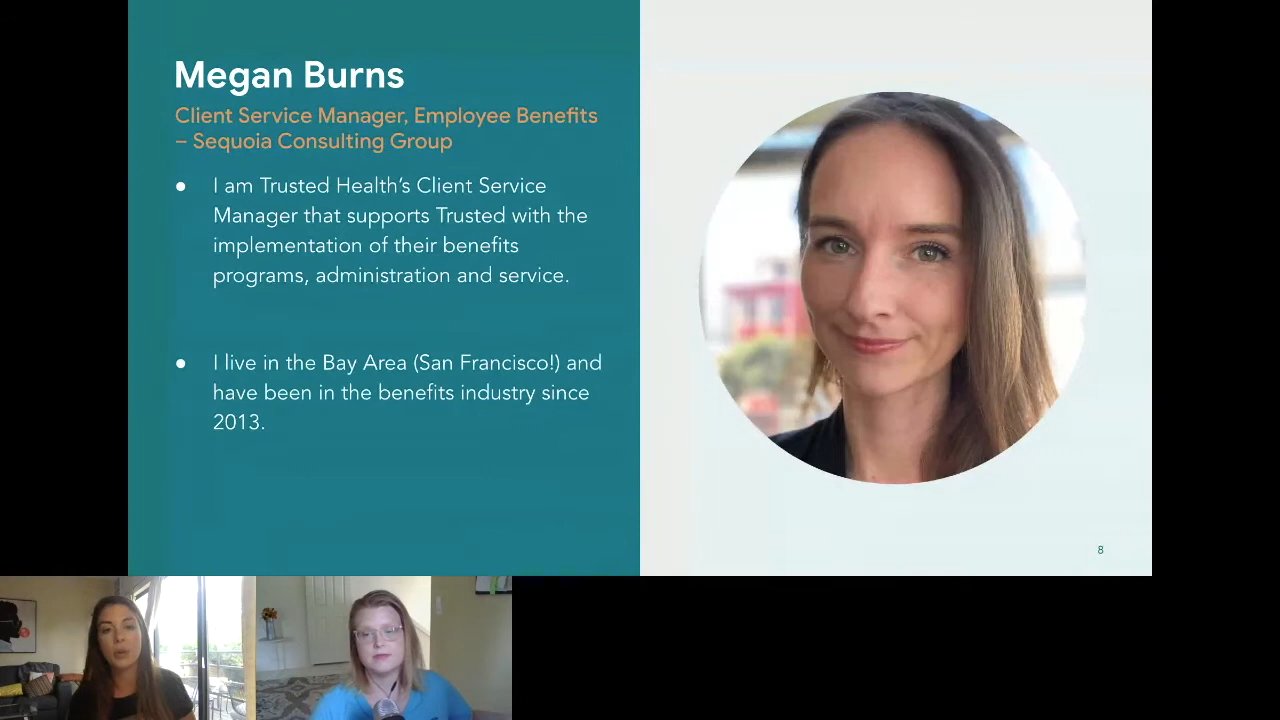 Megan Burns
Client Service Manager, Employee Benefits
– Sequoia Consulting Group
● I am Trusted Health’s Client Service
Manager that supports Trusted with the
implementation of their benefits
programs, administration and service.
● I live in the Bay Area (San Francisco!) and
have been in the benefits industry since
2013.
8